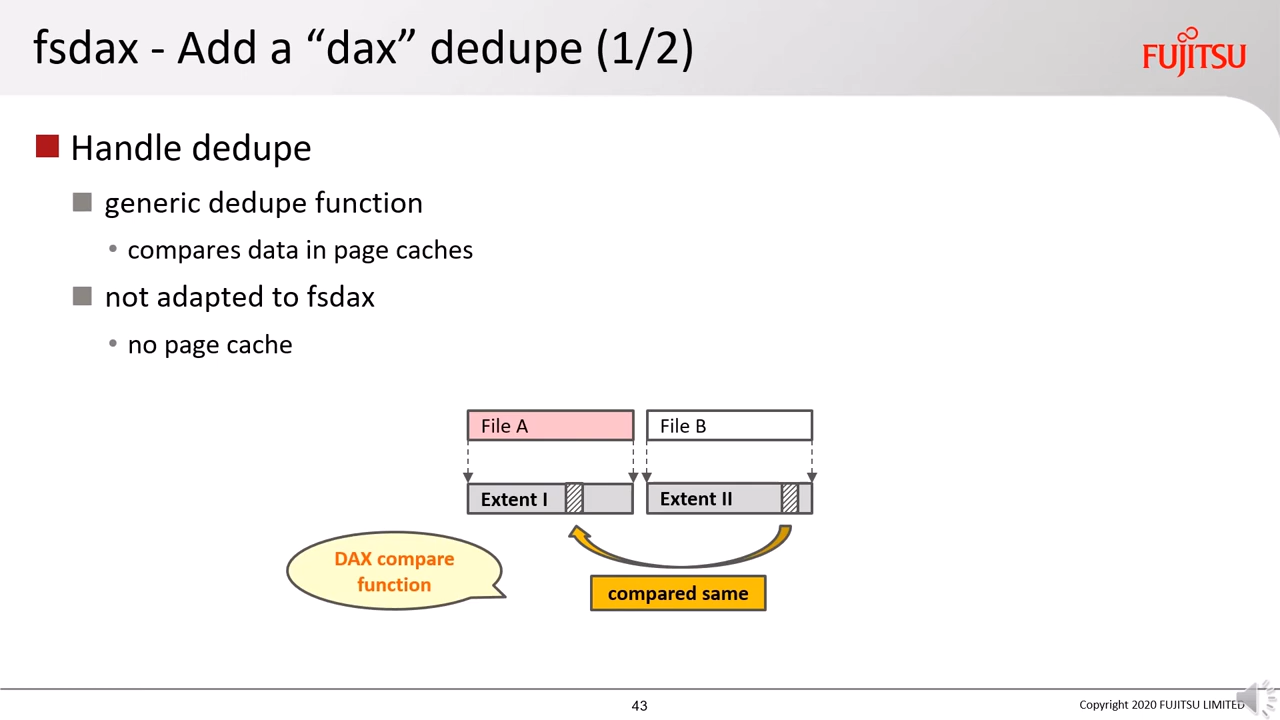 fsdax - Add a “dax” dedupe (1/2)
FUJITSU
Handle dedupe
generic dedupe function
• compares data in page caches
not adapted to fsdax
• no page cache
File A
File B
Extent I
Extent II
DAX compare
function
compared same
43
Copyright 2020 FUJITSU LIMITED